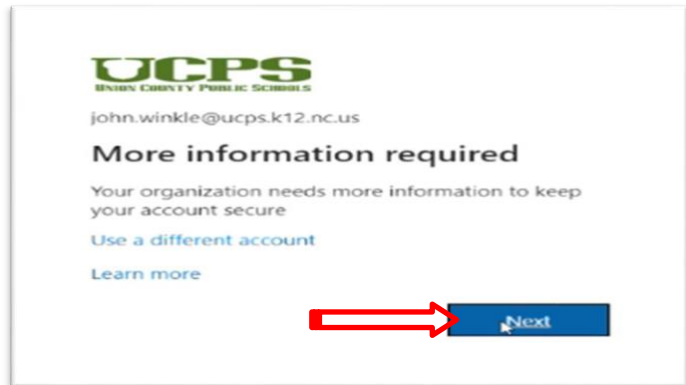 UCPS
UNION COUNTY PUBLIC SCHOOLS
john.winkle@ucps.k12.nc.us
More information required
Your organization needs more information to keep
your account secure
Use a different account
Learn more
Next